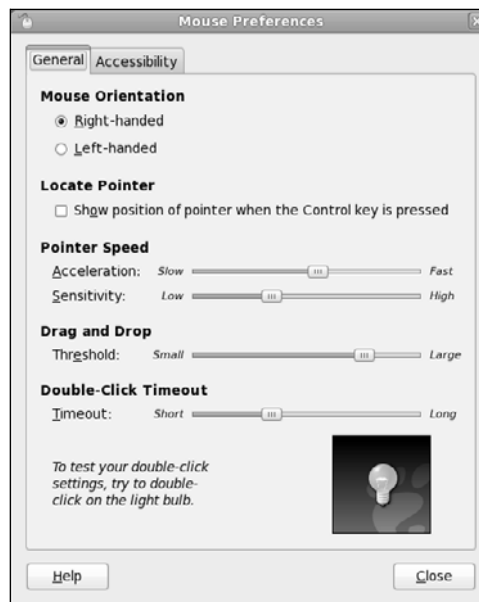 Mouse Preferences
General Accessibility
Mouse Orientation
Right-handed
Left-handed
Locate Pointer
Show position of pointer when the Control key is pressed
Pointer Speed
Acceleration: Slow Fast
Sensitivity: Low High
Drag and Drop
Threshold: Small Large
Double-Click Timeout
Timeout: Short Long
To test your double-click
settings, try to double-
click on the light bulb.
Help Close